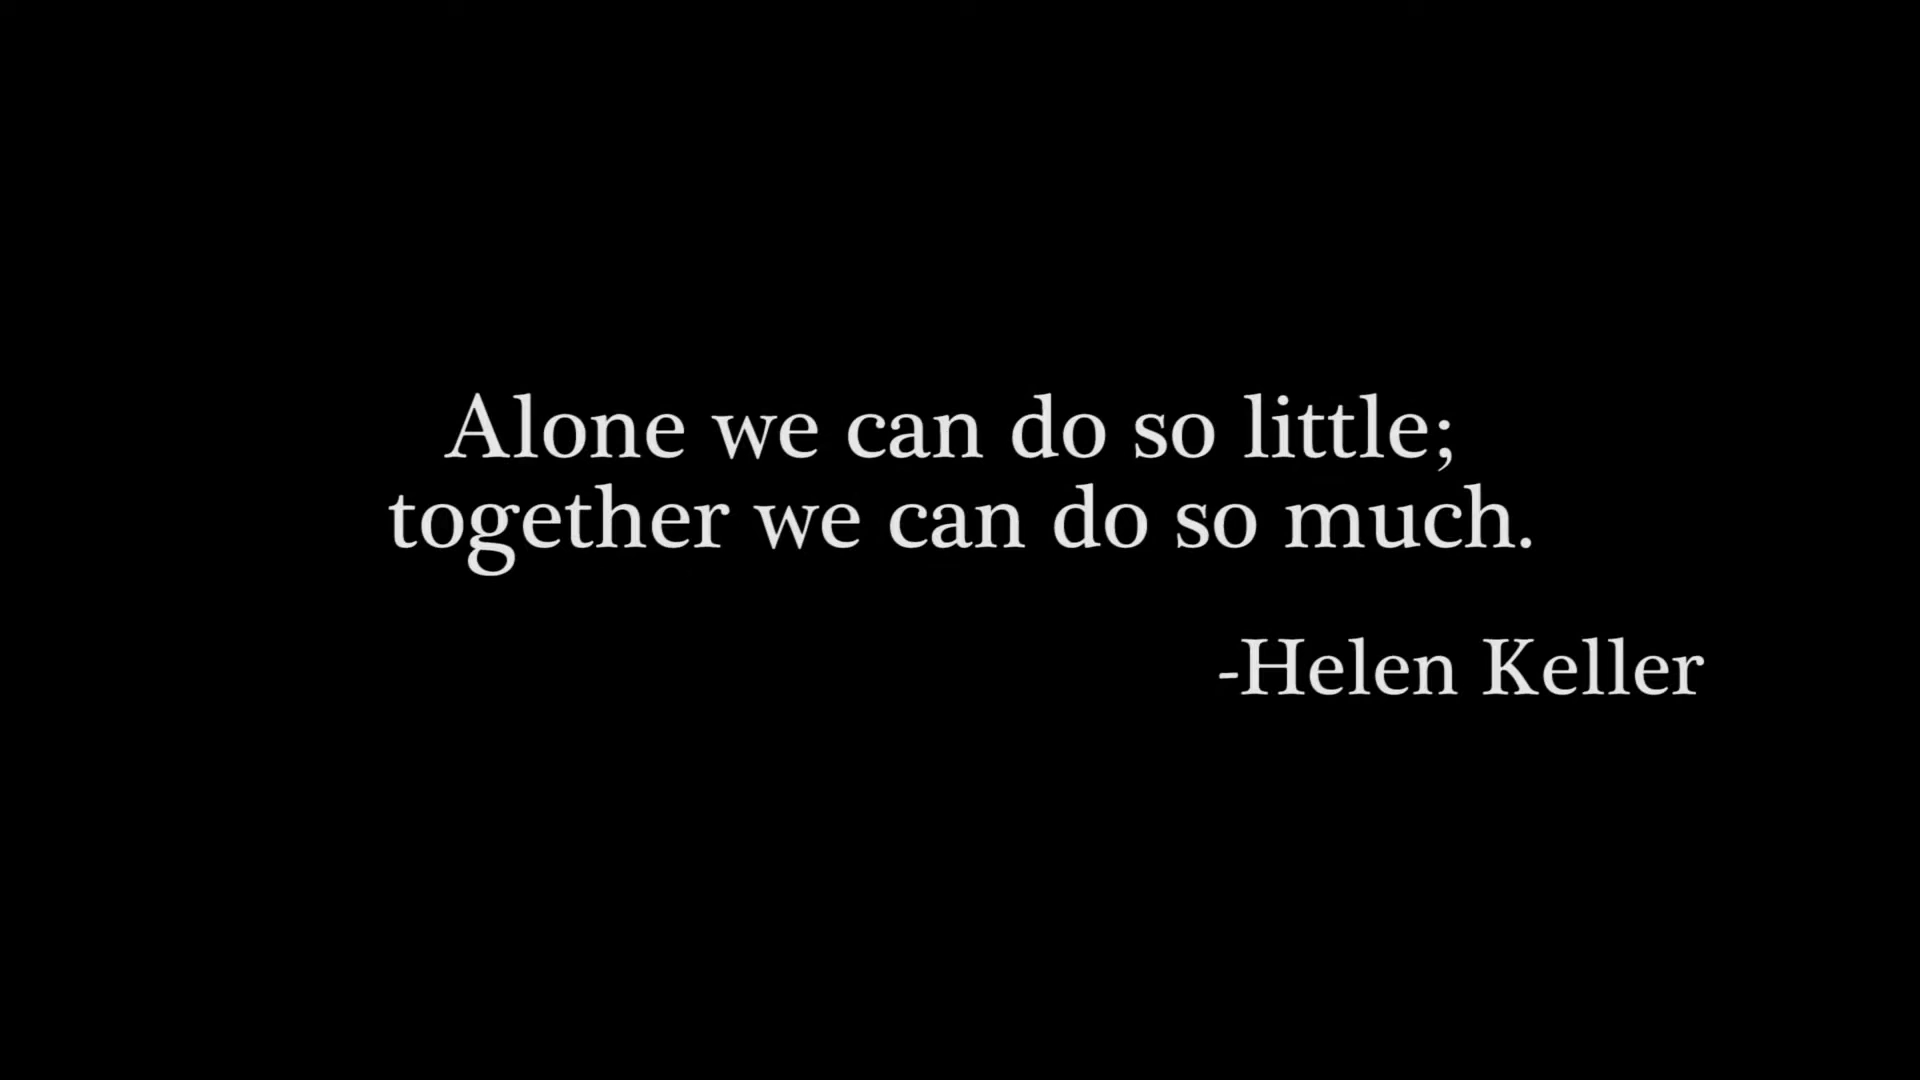 Alone we can do so little;
together we can do so much.
-Helen Keller